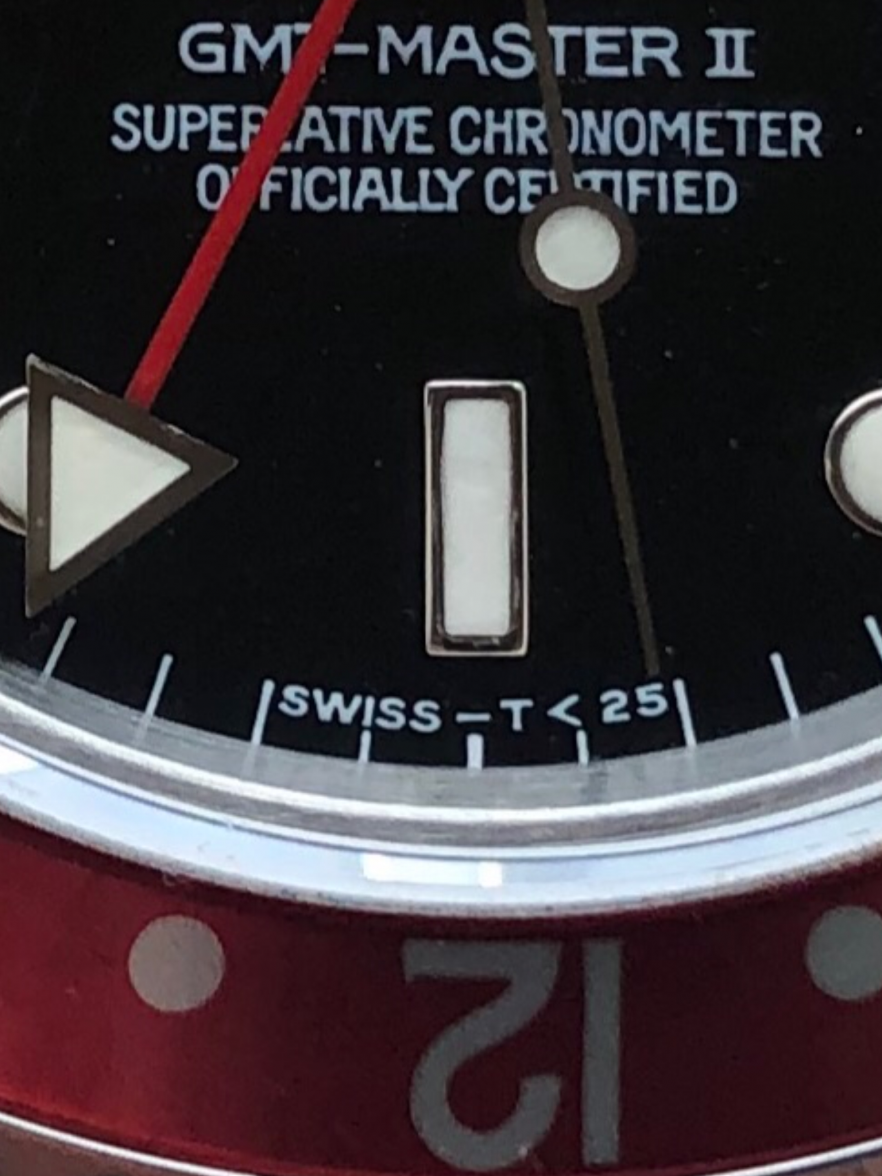 GMT-MASTER II
SUPERLATIVE CHRONOMETER
OFFICIALLY CERTIFIED
SWISS – T < 25
12